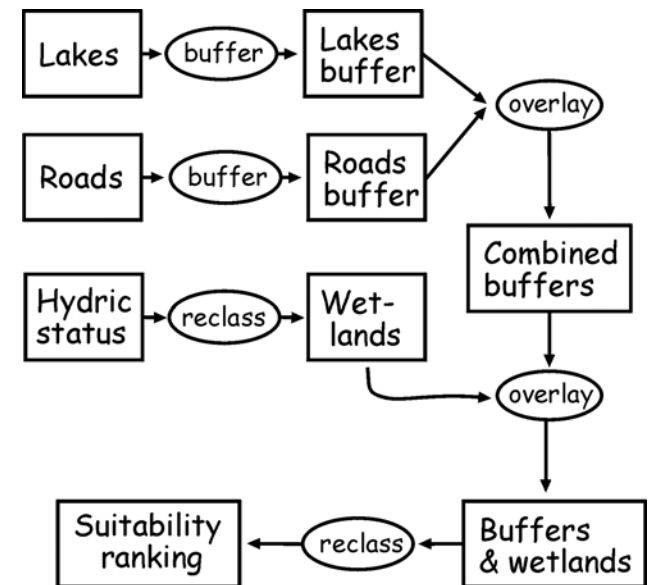 Lakes
buffer
Lakes
buffer
overlay
Roads
buffer
Roads
buffer
Combined
buffers
Hydric
status
reclass
Wet-
lands
overlay
Suitability
ranking
reclass
Buffers
& wetlands